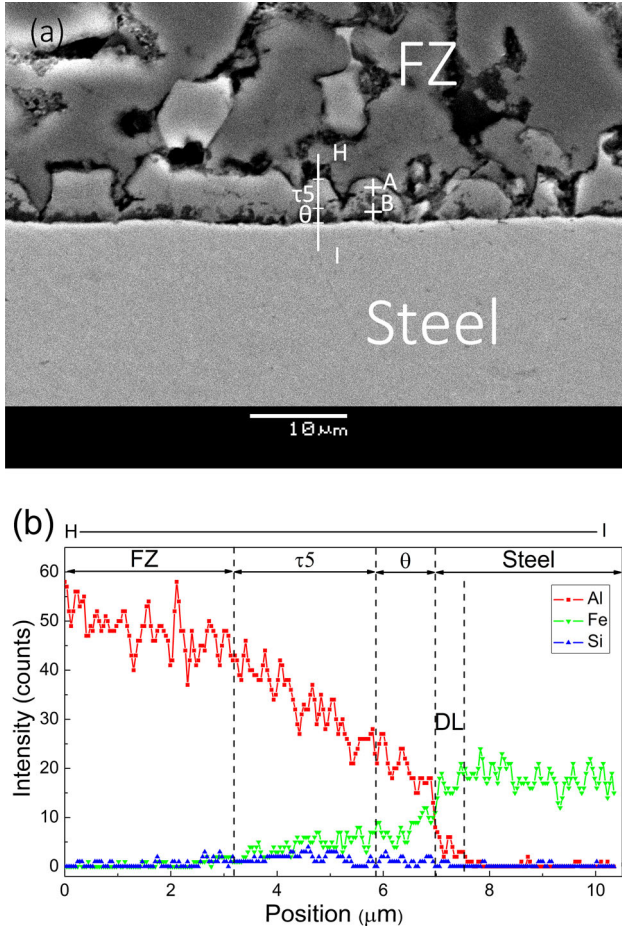 (a)
FZ
H
A
τ5
B
θ
I
Steel
10μm
(b)
H I
FZ τ5 θ Steel
60
50
40
30
20
10
0
Intensity (counts)
Al
Fe
Si
DL
0 2 4 6 8 10
Position (μm)